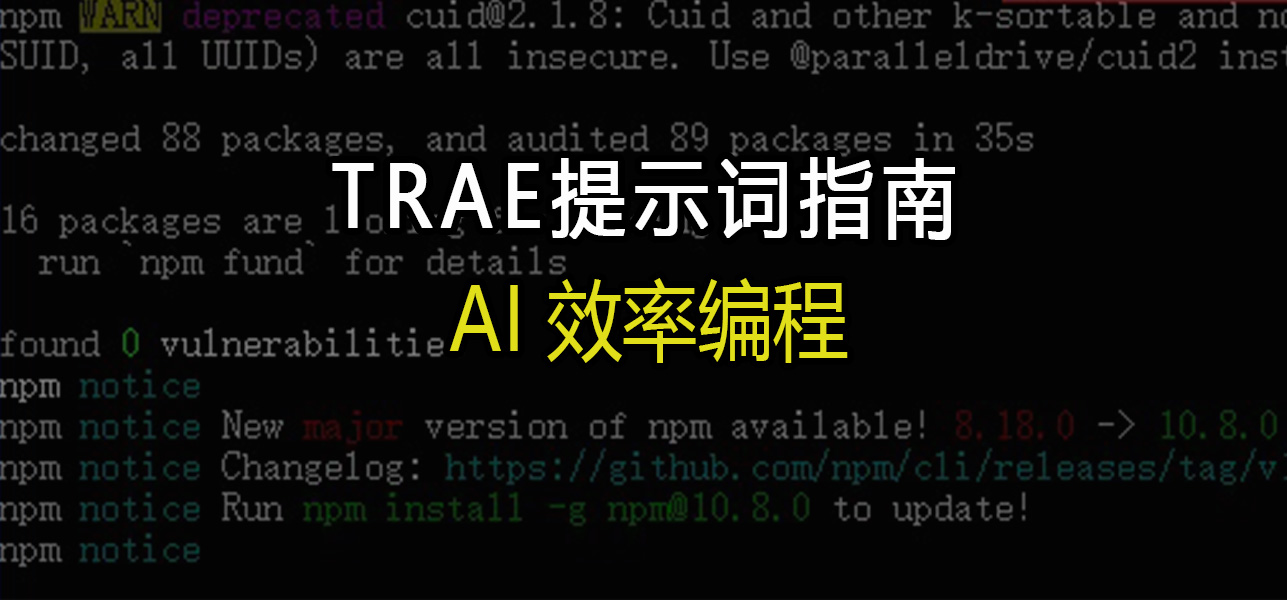 npm WARN deprecated cuid@2.1.8: Cuid and other k-sortable and
SUID, all UUIDs) are all insecure. Use @paralleldrive/cuid2
changed 88 packages, and audited 89 packages in 35s
TRAE提示词指南
16 packages are
run `npm fund` for details
AI 效率编程
found 0 vulnerabilitie
npm notice
npm notice New major version of npm available! 8.18.0 -> 10.8.0
npm notice Changelog: https://github.com/npm/cli/releases/tag/v
npm notice Run npm install -g npm@10.8.0 to update!
npm notice